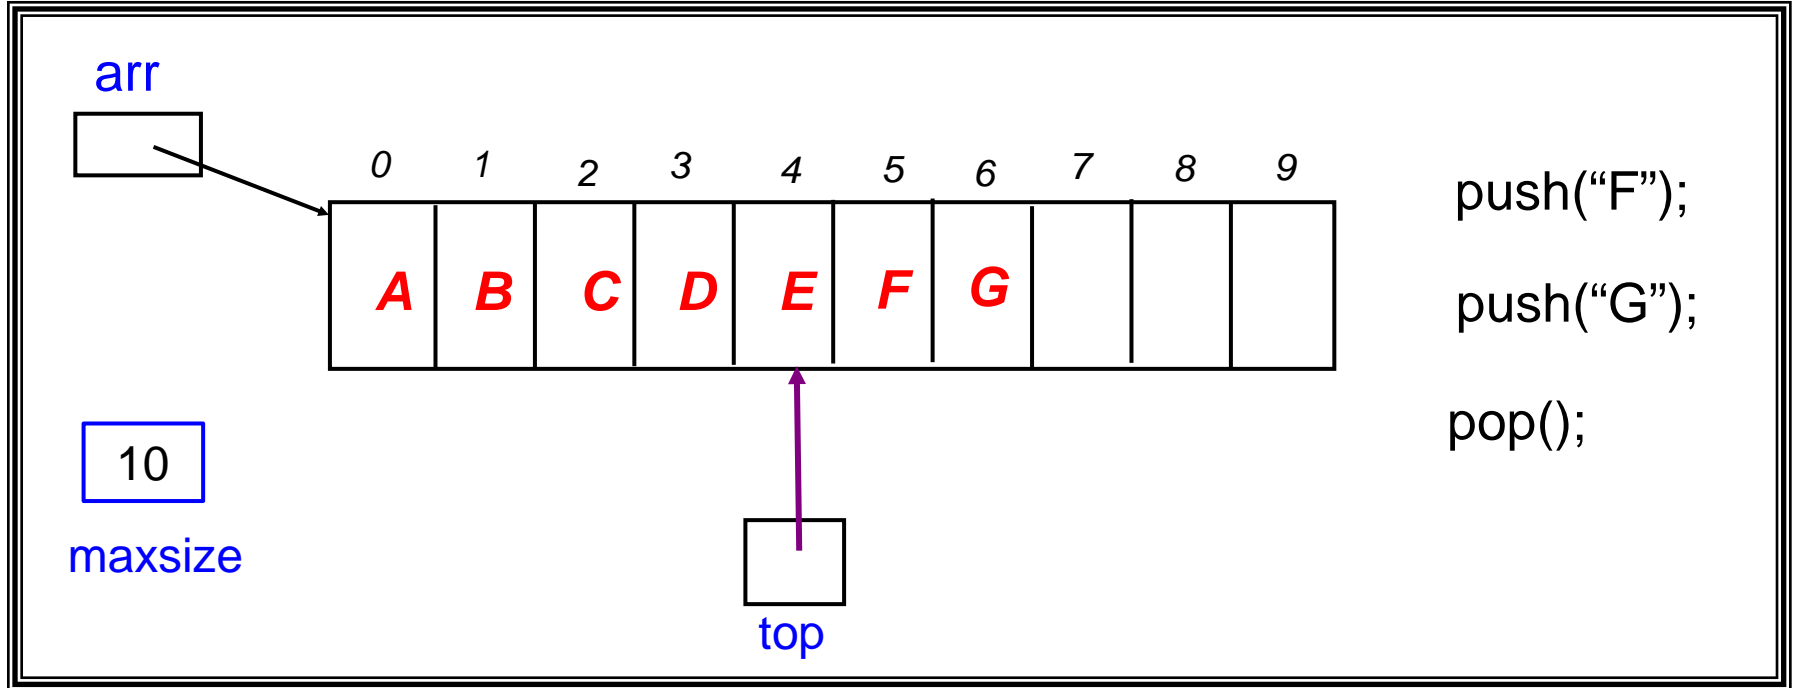 arr
0 1 2 3 4 5 6 7 8 9
A B C D E F G
push(“F”);
push(“G”);
pop();
10
maxsize
top